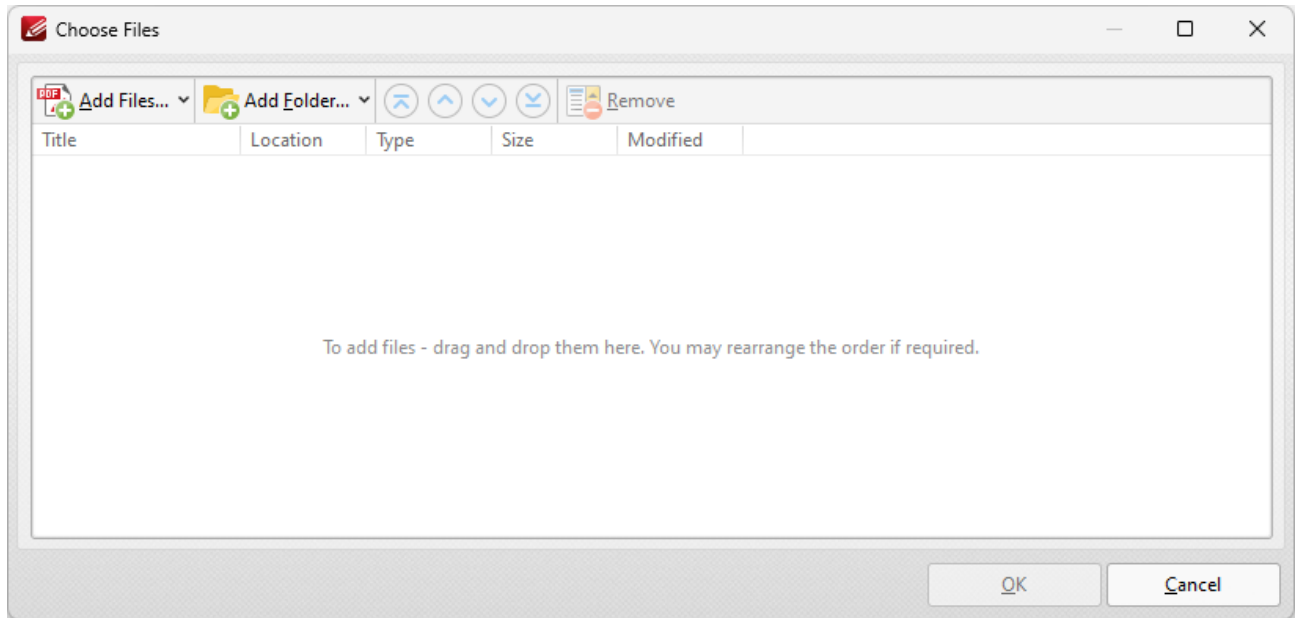 Choose Files
PDF Add Files... Add Folder... Remove
Title Location Type Size Modified
To add files - drag and drop them here. You may rearrange the order if required.
OK Cancel